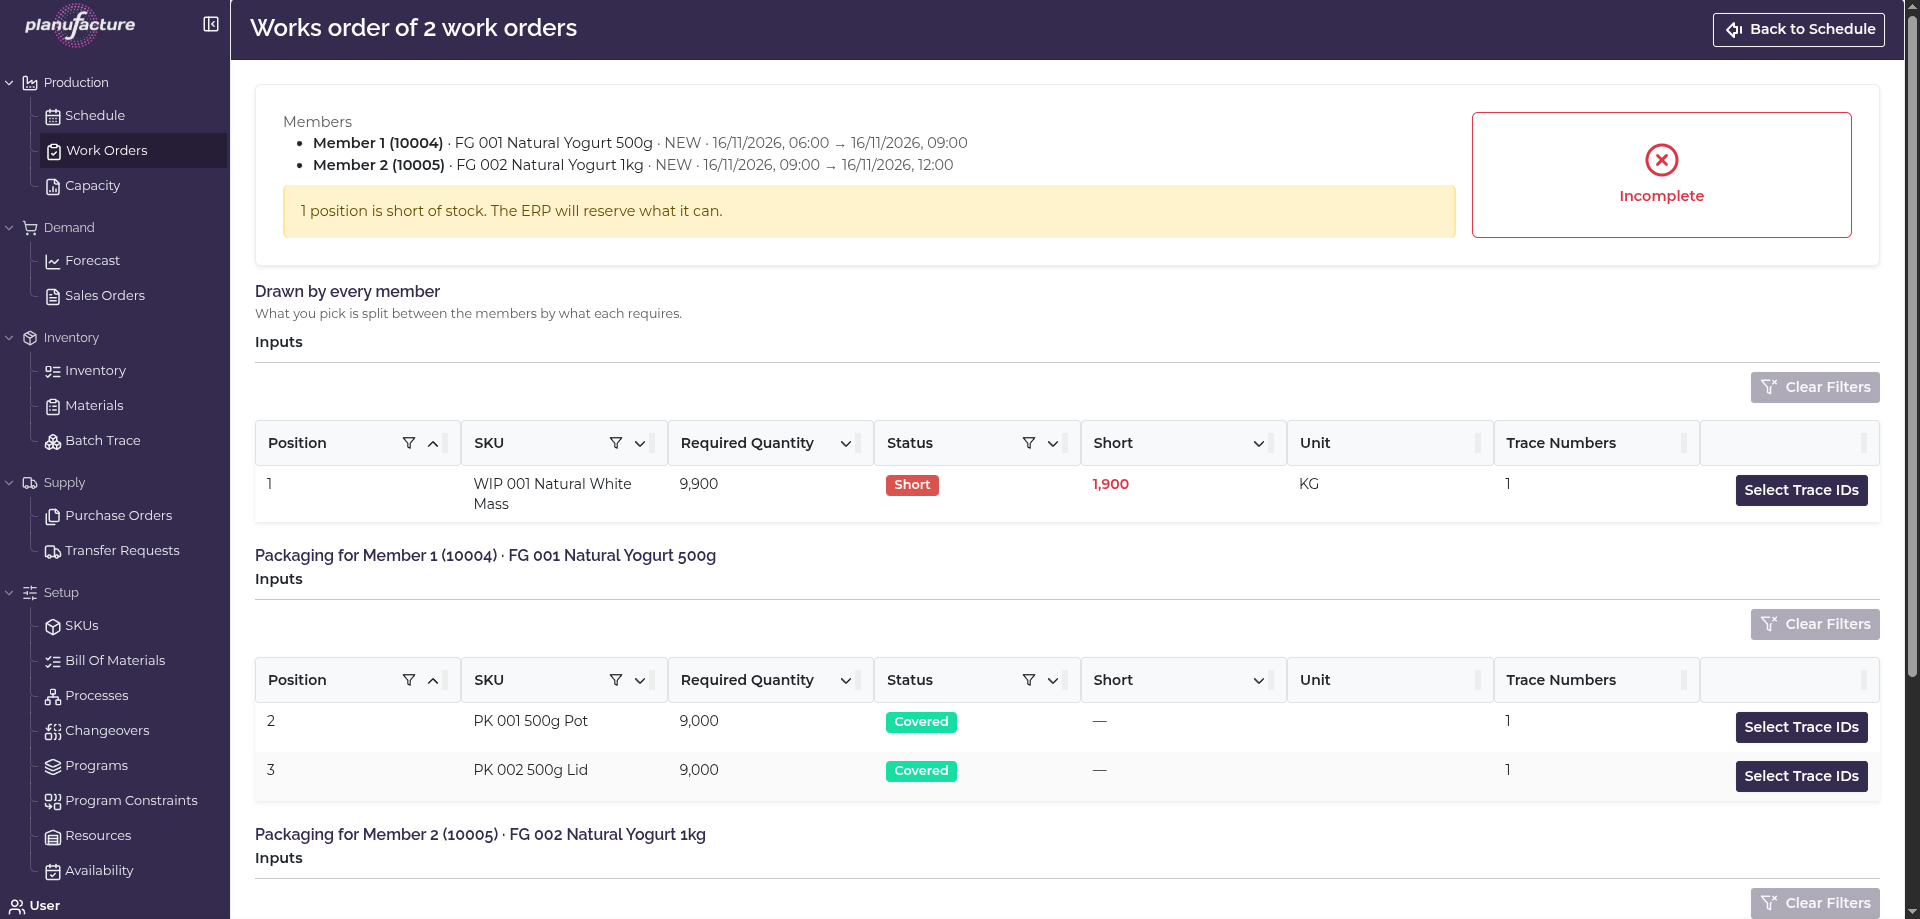 planufacture
Works order of 2 work orders
Back to Schedule
Production
Schedule
Work Orders
Capacity
Demand
Forecast
Sales Orders
Inventory
Inventory
Materials
Batch Trace
Supply
Purchase Orders
Transfer Requests
Setup
SKUs
Bill Of Materials
Processes
Changeovers
Programs
Program Constraints
Resources
Availability
User
Members
• Member 1 (10004) · FG 001 Natural Yogurt 500g · NEW · 16/11/2026, 06:00 → 16/11/2026, 09:00
• Member 2 (10005) · FG 002 Natural Yogurt 1kg · NEW · 16/11/2026, 09:00 → 16/11/2026, 12:00
1 position is short of stock. The ERP will reserve what it can.
Incomplete
Drawn by every member
What you pick is split between the members by what each requires.
Inputs
Clear Filters
Position SKU Required Quantity Status Short Unit Trace Numbers
1 WIP 001 Natural White Mass 9,900 Short 1,900 KG 1 Select Trace IDs
Packaging for Member 1 (10004) · FG 001 Natural Yogurt 500g
Inputs
Clear Filters
Position SKU Required Quantity Status Short Unit Trace Numbers
2 PK 001 500g Pot 9,000 Covered — 1 Select Trace IDs
3 PK 002 500g Lid 9,000 Covered — 1 Select Trace IDs
Packaging for Member 2 (10005) · FG 002 Natural Yogurt 1kg
Inputs
Clear Filters